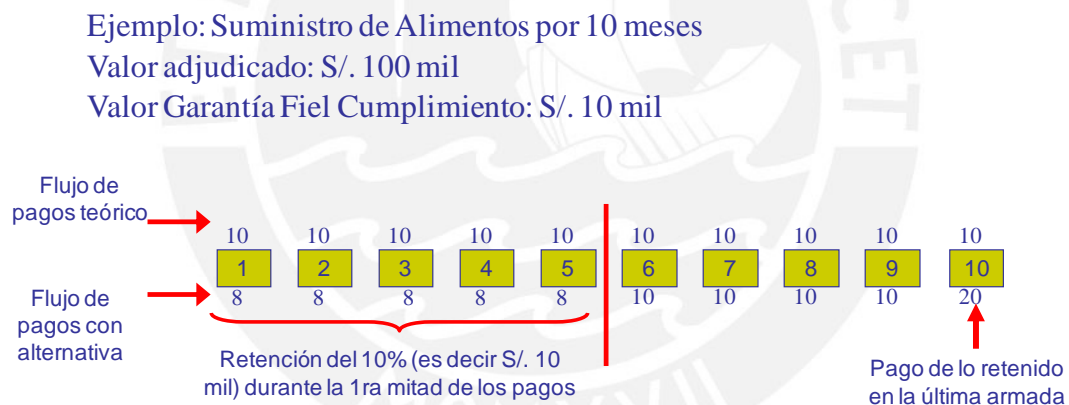 Ejemplo: Suministro de Alimentos por 10 meses
Valor adjudicado: S/. 100 mil
Valor Garantía Fiel Cumplimiento: S/. 10 mil
Flujo de
pagos teórico
10 10 10 10 10 10 10 10 10 10
1 2 3 4 5 6 7 8 9 10
8 8 8 8 8 10 10 10 10 20
Flujo de
pagos con
alternativa
Retención del 10% (es decir S/. 10
mil) durante la 1ra mitad de los pagos
Pago de lo retenido
en la última armada